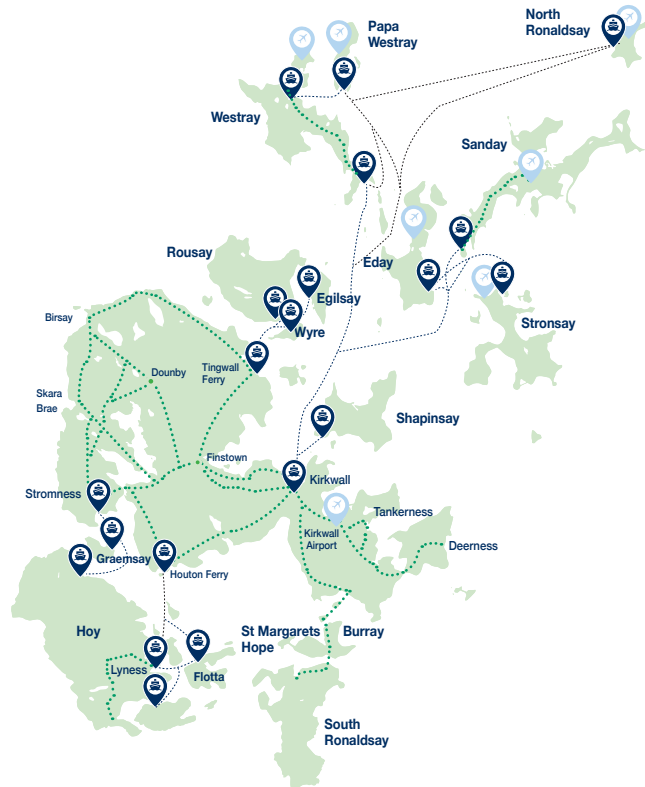 North
Ronaldsay
Papa
Westray
Westray
Sanday
Rousay
Eday
Egilsay
Birsay
Wyre
Stronsay
Tingwall
Ferry
Dounby
Skara
Brae
Shapinsay
Finstown
Kirkwall
Stromness
Tankerness
Kirkwall
Airport
Deerness
Graemsay
Houton Ferry
Hoy
St Margarets
Hope
Burray
Lyness
Flotta
South
Ronaldsay